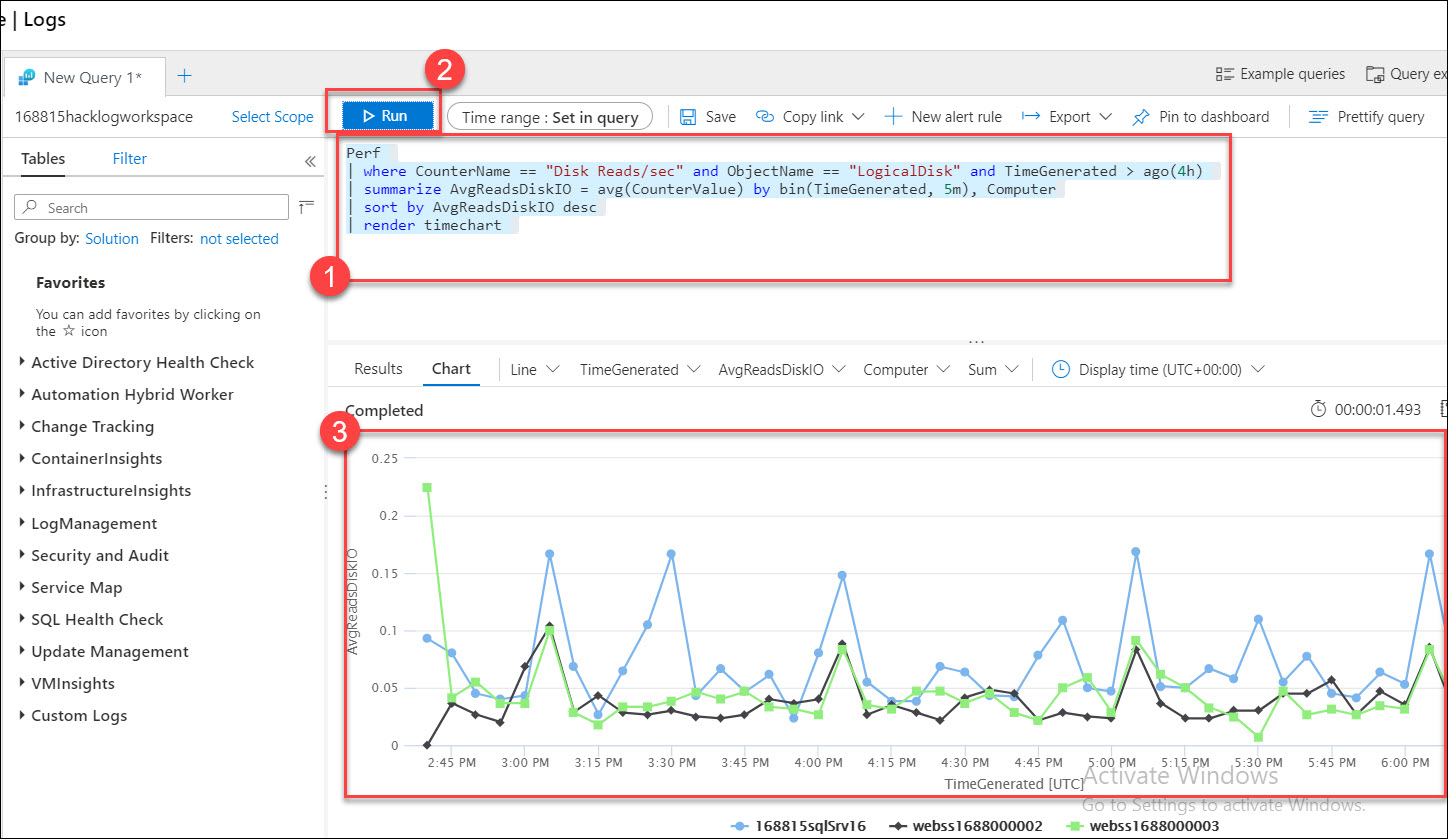 e | Logs
New Query 1*
Example queries
Query ex
168815hacklogworkspace
Select Scope
2
Run
Time range : Set in query
Save
Copy link
New alert rule
Export
Pin to dashboard
Prettify query
Tables
Filter
Search
Group by: Solution Filters: not selected
Favorites
You can add favorites by clicking on
the ☆ icon
Active Directory Health Check
Automation Hybrid Worker
Change Tracking
ContainerInsights
InfrastructureInsights
LogManagement
Security and Audit
Service Map
SQL Health Check
Update Management
VMInsights
Custom Logs
1
Perf
| where CounterName == "Disk Reads/sec" and ObjectName == "LogicalDisk" and TimeGenerated > ago(4h)
| summarize AvgReadsDiskIO = avg(CounterValue) by bin(TimeGenerated, 5m), Computer
| sort by AvgReadsDiskIO desc
| render timechart
Results
Chart
Line
TimeGenerated
AvgReadsDiskIO
Computer
Sum
Display time (UTC+00:00)
Completed
00:00:01.493
3
0.25
0.2
0.15
0.1
0.05
0
AvgReadsDiskIO
2:45 PM 3:00 PM 3:15 PM 3:30 PM 3:45 PM 4:00 PM 4:15 PM 4:30 PM 4:45 PM 5:00 PM 5:15 PM 5:30 PM 5:45 PM 6:00 PM
TimeGenerated [UTC]
Activate Windows
Go to Settings to activate Windows.
168815sqlSrv16 webss1688000002 webss1688000003